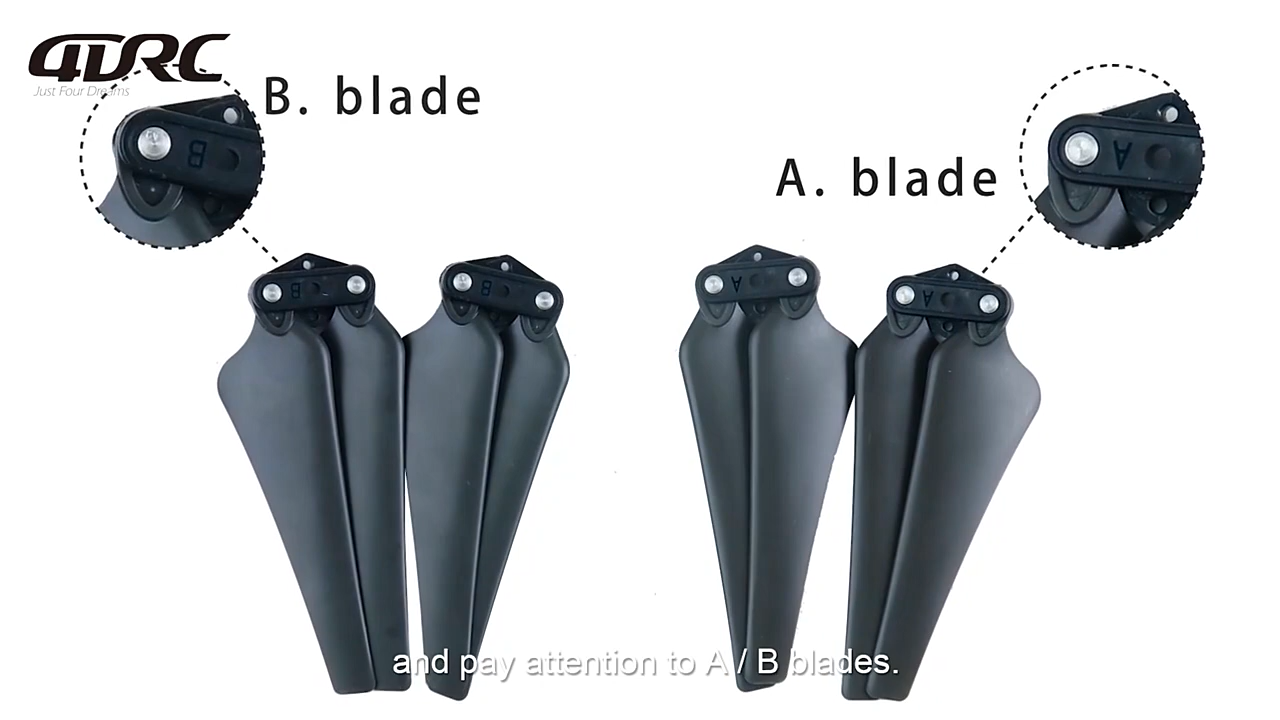 4DRC
Just Four Dreams
B. blade
A. blade
B
A
B
B
A
A
and pay attention to A / B blades.